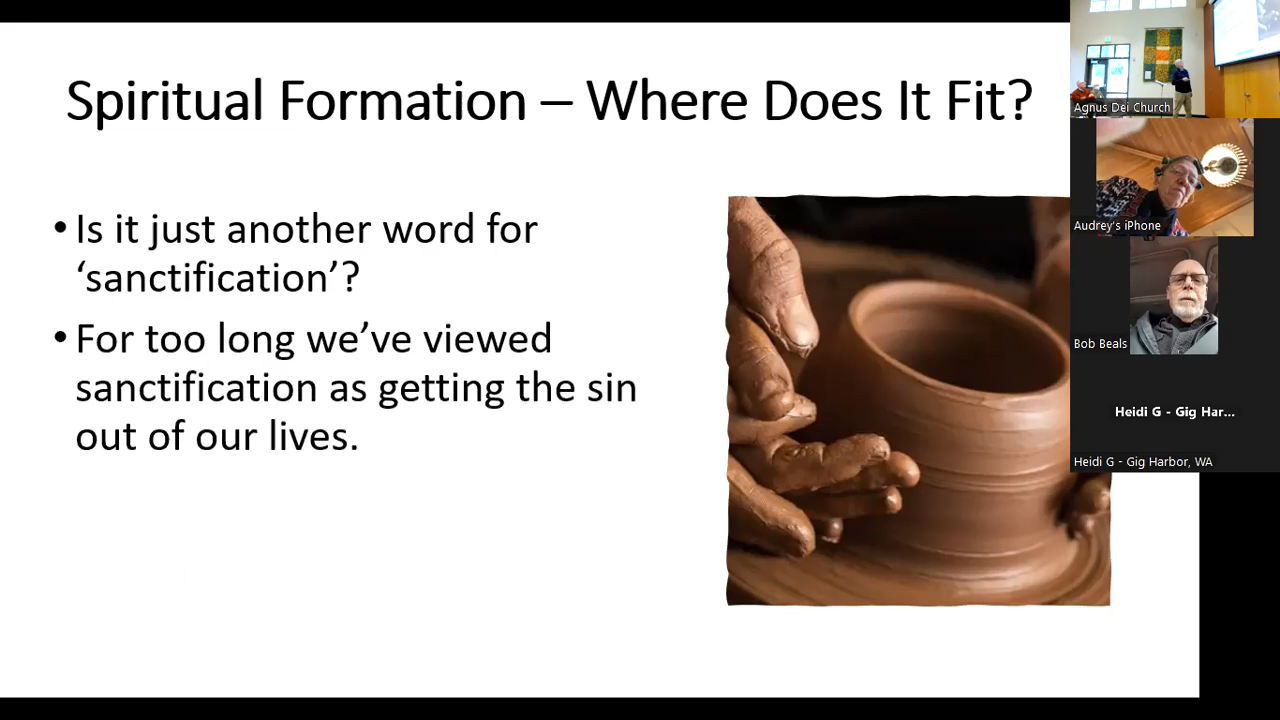 Spiritual Formation – Where Does It Fit?
• Is it just another word for
‘sanctification’?
• For too long we’ve viewed
sanctification as getting the sin
out of our lives.
Agnus Dei Church
Audrey's iPhone
Bob Beals
Heidi G - Gig Har...
Heidi G - Gig Harbor, WA